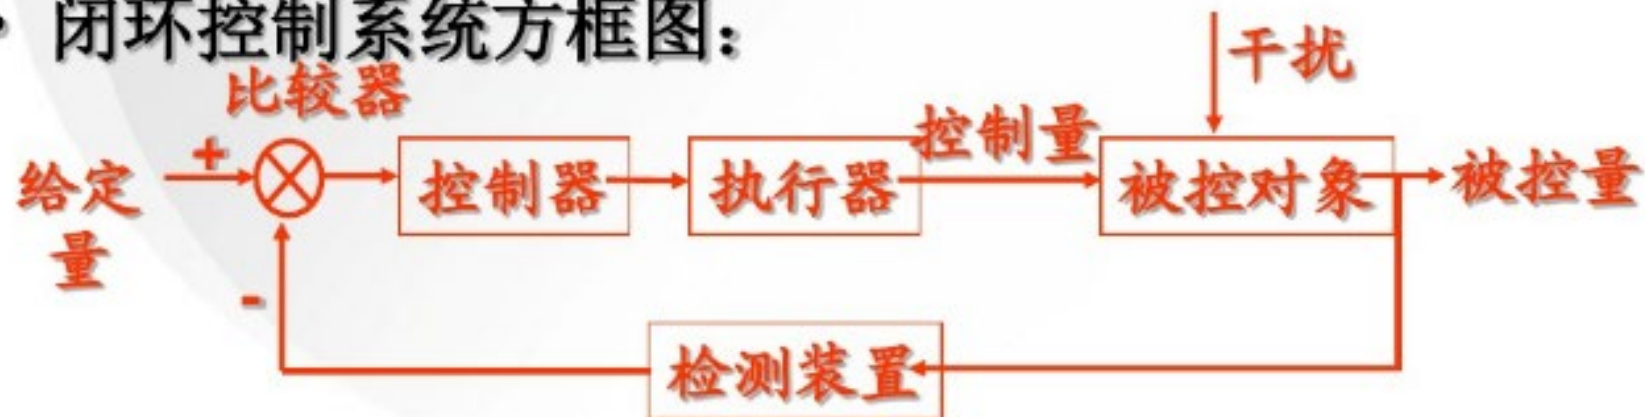 · 闭环控制系统方框图：
干扰
比较器
控制量
+
给定
量
控制器
执行器
被控对象
被控量
-
检测装置